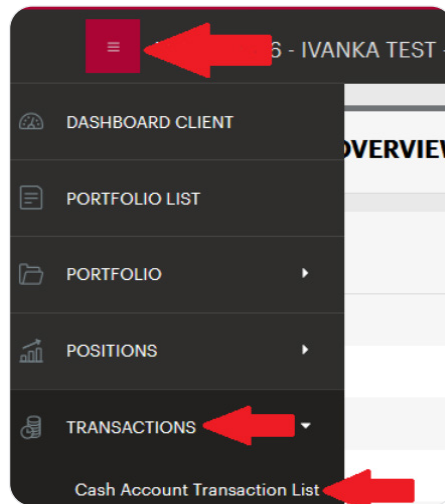 6 - IVANKA TEST -
DASHBOARD CLIENT
OVERVIEW
PORTFOLIO LIST
PORTFOLIO
POSITIONS
TRANSACTIONS
Cash Account Transaction List